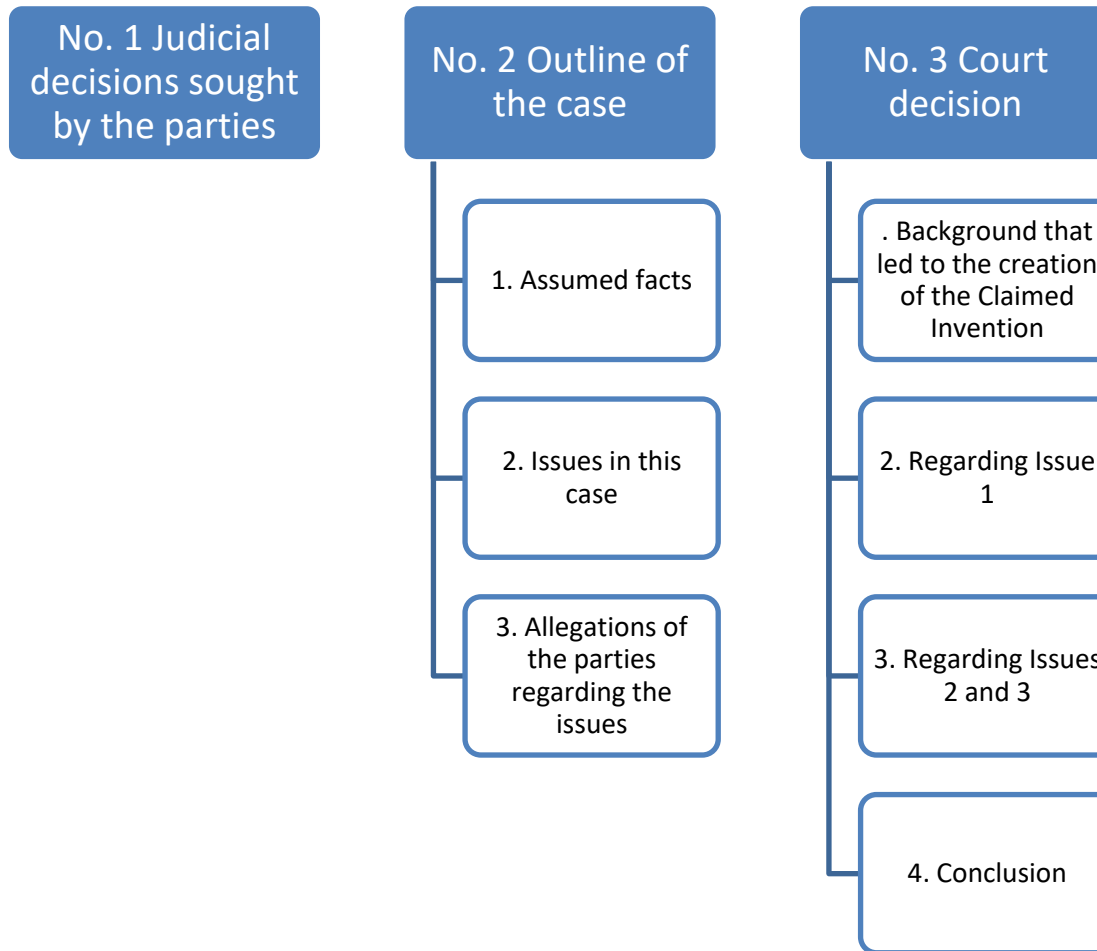 No. 1 Judicial
decisions sought
by the parties
No. 2 Outline of
the case
1. Assumed facts
2. Issues in this
case
3. Allegations of
the parties
regarding the
issues
No. 3 Court
decision
. Background that
led to the creation
of the Claimed
Invention
2. Regarding Issue
1
3. Regarding Issues
2 and 3
4. Conclusion